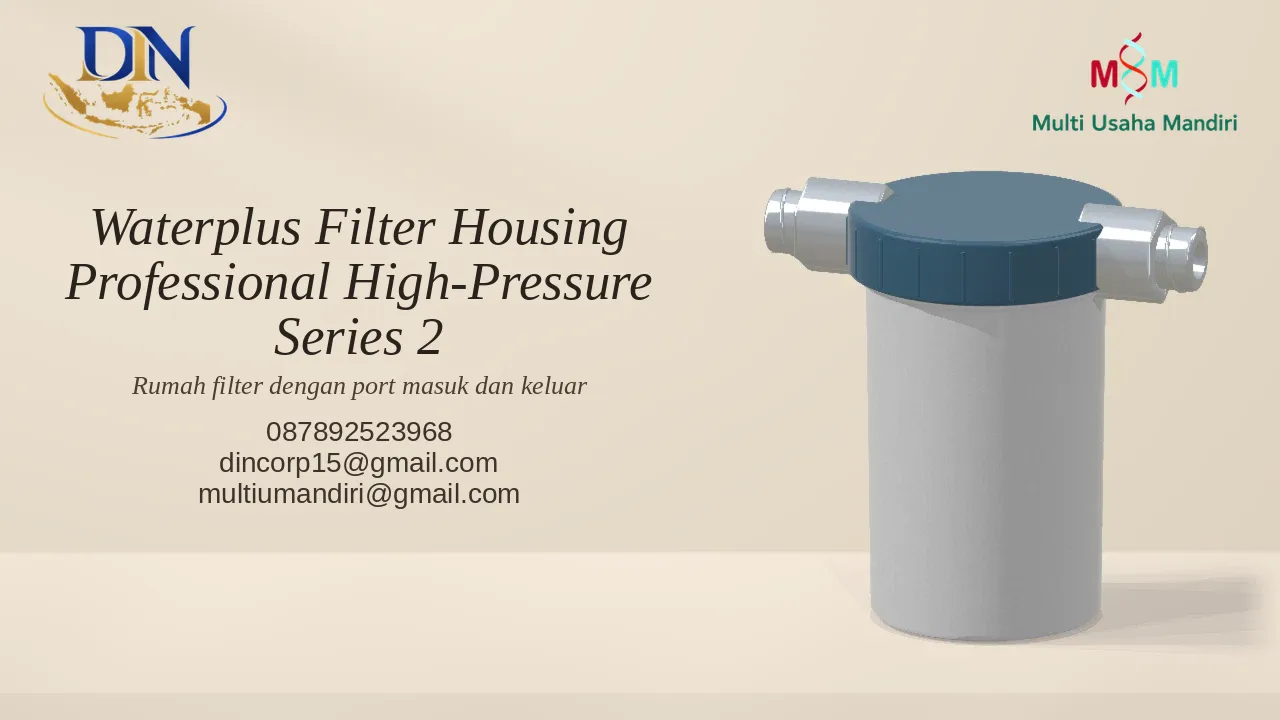 DIN
MSM
Multi Usaha Mandiri
Waterplus Filter Housing
Professional High-Pressure
Series 2
Rumah filter dengan port masuk dan keluar
087892523968
dincorp15@gmail.com
multiumandiri@gmail.com